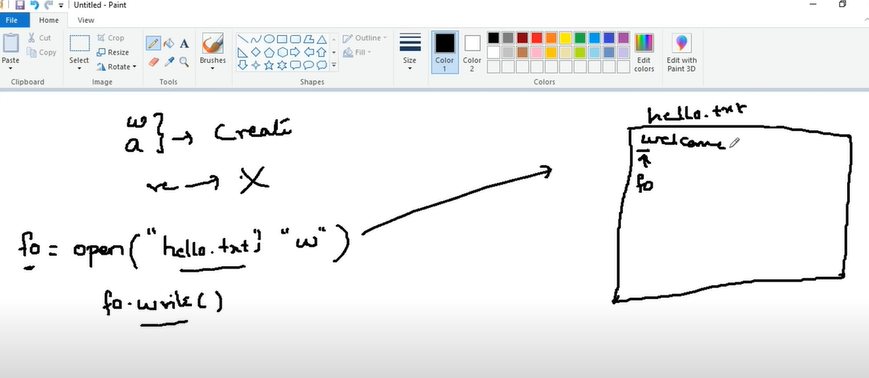 Untitled - Paint
File Home View
Paste
Cut
Copy
Clipboard
Select
Crop
Resize
Rotate
Image
Tools
Brushes
Shapes
Outline
Fill
Size
Color 1
Color 2
Colors
Edit colors
Edit with Paint 3D
w
a } → Create
r → X
fo = open("hello.txt", "w")
fo.write()
hello.txt
welcome
fo